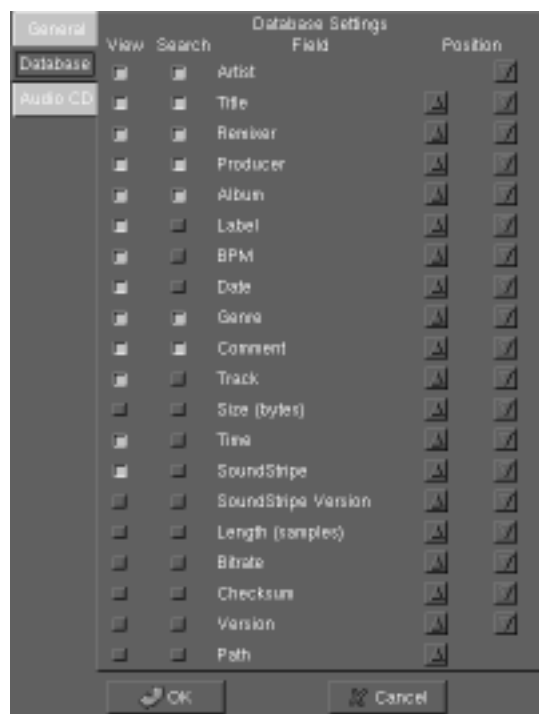 General
Database
Audio CD
Database Settings
View Search Field Position
Artist
Title
Remixer
Producer
Album
Label
BPM
Date
Genre
Comment
Track
Size (bytes)
Time
SoundStripe
SoundStripe Version
Length (samples)
Bitrate
Checksum
Version
Path
OK
Cancel